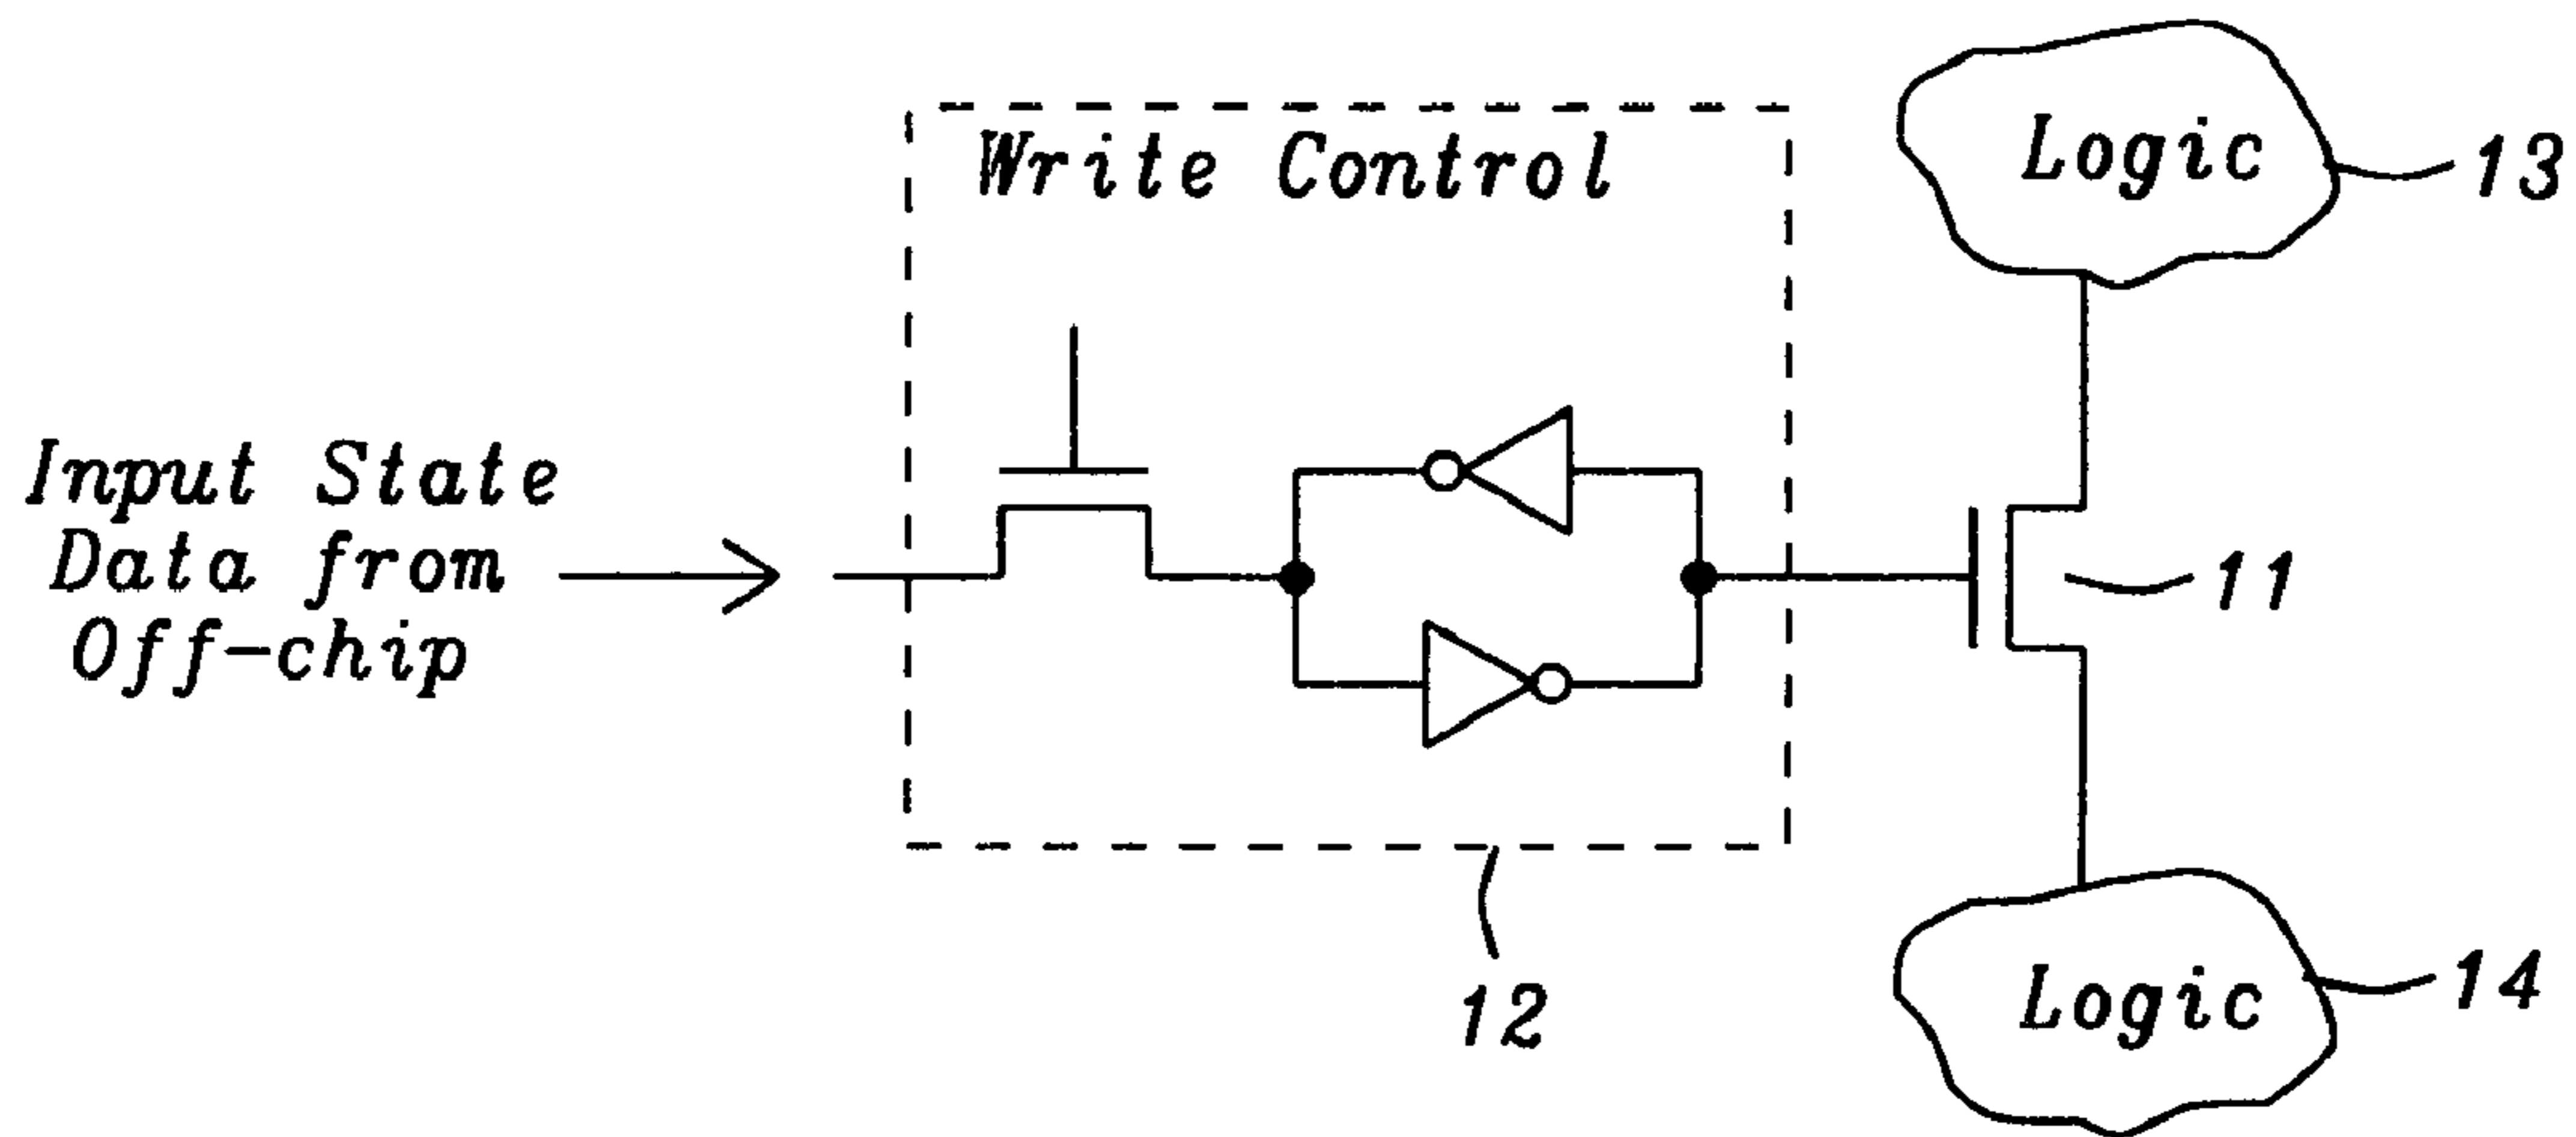 Write Control
Logic
13
Input State
Data from
Off-chip
11
12
Logic
14